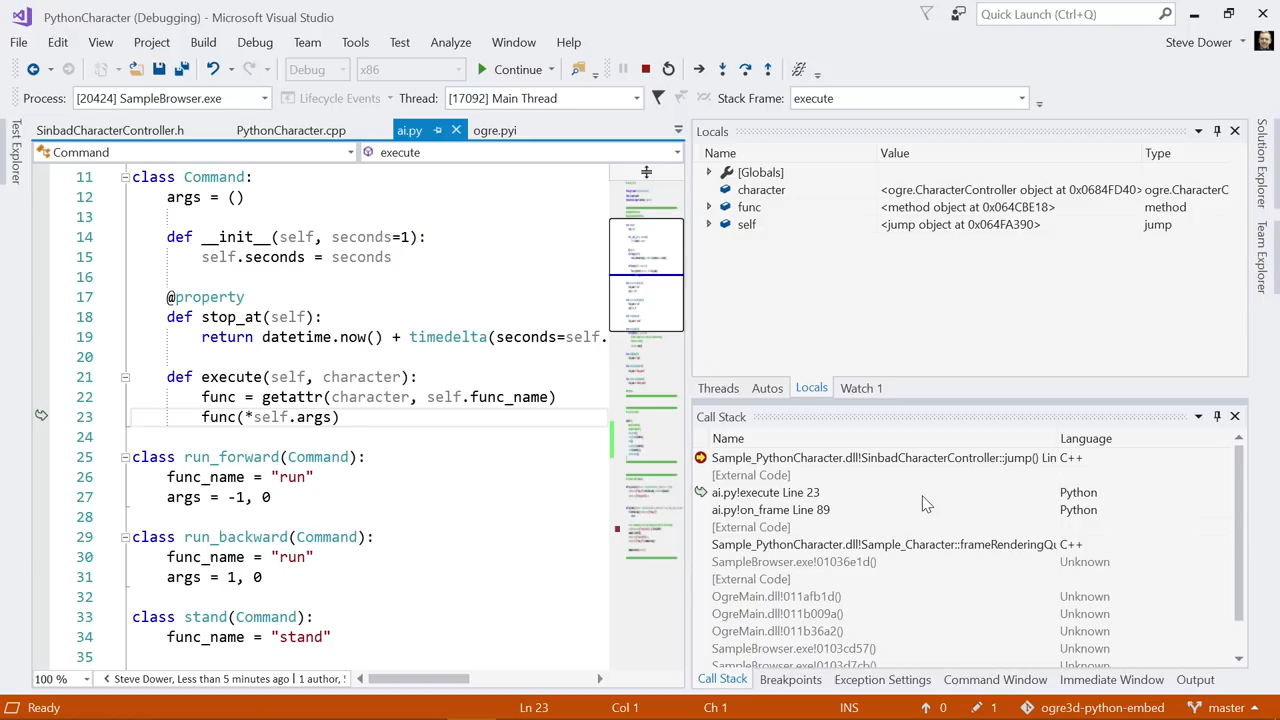 PythonCharacter (Debugging) - Microsoft Visual Studio
Quick Launch (Ctrl+Q)
File Edit View Project Build Debug Team Tools Test Analyze Window Help
Steve Dower
Debug x86 Continue
Process: [20424] SampleBrowser.exe Lifecycle Events Thread: [17092] Main Thread Stack Frame: execute
Test Explorer
SinbadCharacterController.h PythonCharacter.cpp ai.py ogre.pyi
Command execute
11 class Command:
12 args = ()
13
14 def __init__(self, seconds=1):
15 self.seconds = seconds
16
17 @property
18 def stop_at(self):
19 return datetime.now() + timedelta(seconds=self.
20
21 def execute(self, character):
22 func = getattr(character, self.func_name)
23 func(*self.args)
24
25 class run_forward(Command):
26 func_name = "run"
27 args = -1, 0
28
29 class run_backward(Command):
30 func_name = "run"
31 args = 1, 0
32
33 class stand(Command):
34 func_name = "stand"
35
100 % Steve Dower, Less than 5 minutes ago | 1 author,
Locals
Name Value Type
[Globals]
character <ogre.CharacterController object at 0x0684FD40> ogre.CharacterC
func <method object at 0x064CBE18> method
self <jump object at 0x064FA390> jump
Threads Autos Locals Watch 1
Call Stack
Name Language
Sample_PythonCharacter.dll!SinbadCharacterController::jump() C++
[External Code]
ai.py!execute Line 23 Python
ai.py!on_frame Line 89 Python
[External Code]
Sample_PythonCharacter.dll!Sample_Character::frameRenderingQu C++
SampleBrowser.exe!01036e1d() Unknown
[External Code]
OgreMain.dll!011afb1d() Unknown
OgreMain.dll!011b009a() Unknown
OgreMain.dll!011b36a2() Unknown
SampleBrowser.exe!0103cd57() Unknown
SampleBrowser.exe!0103d7cb() Unknown
Call Stack Breakpoints Exception Settings Command Window Immediate Window Output
Solution Explorer
Team Explorer
Ready Ln 23 Col 1 Ch 1 INS 0 1 ogre3d-python-embed master